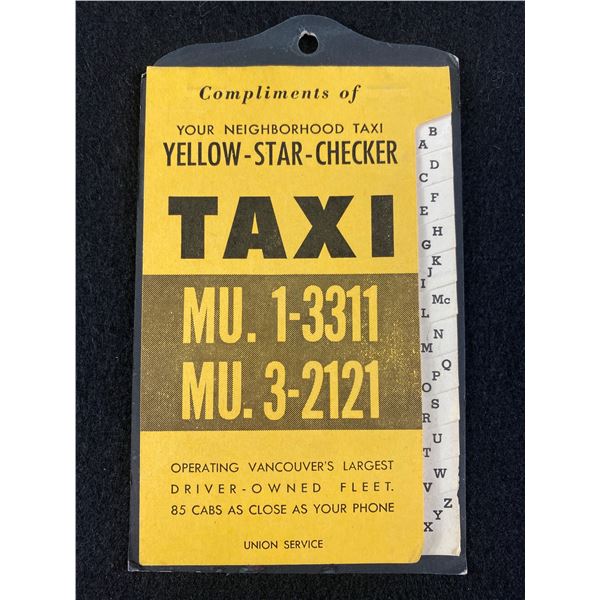 Compliments of
YOUR NEIGHBORHOOD TAXI
YELLOW-STAR-CHECKER
TAXI
MU. 1-3311
MU. 3-2121
OPERATING VANCOUVER'S LARGEST
DRIVER-OWNED FLEET.
85 CABS AS CLOSE AS YOUR PHONE
UNION SERVICE
B
A
D
C
F
E
H
G
K
J
I
Mc
L
N
M
Q
P
O
S
R
U
T
W
V
Z
Y
X